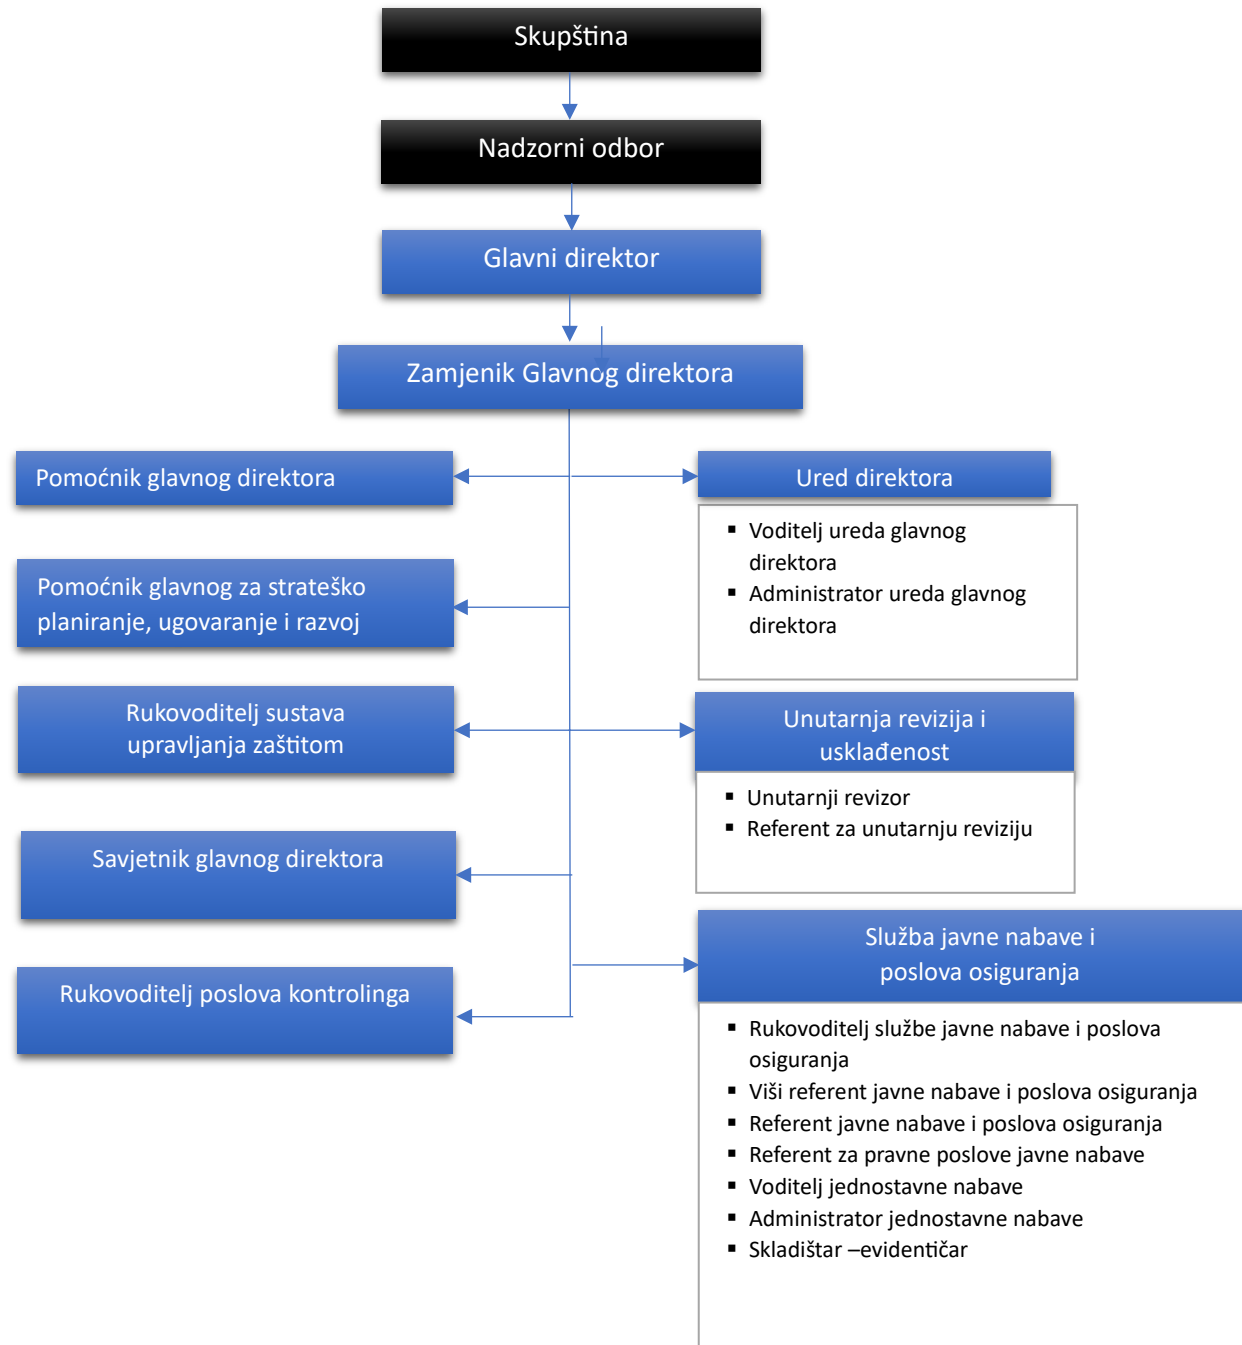 Skupština
Nadzorni odbor
Glavni direktor
Zamjenik Glavnog direktora
Pomoćnik glavnog direktora
Ured direktora
▪ Voditelj ureda glavnog
direktora
▪ Administrator ureda glavnog
direktora
Pomoćnik glavnog za strateško
planiranje, ugovaranje i razvoj
Rukovoditelj sustava
upravljanja zaštitom
Unutarnja revizija i
usklađenost
▪ Unutarnji revizor
▪ Referent za unutarnju reviziju
Savjetnik glavnog direktora
Služba javne nabave i
poslova osiguranja
Rukovoditelj poslova kontrolinga
▪ Rukovoditelj službe javne nabave i poslova
osiguranja
▪ Viši referent javne nabave i poslova osiguranja
▪ Referent javne nabave i poslova osiguranja
▪ Referent za pravne poslove javne nabave
▪ Voditelj jednostavne nabave
▪ Administrator jednostavne nabave
▪ Skladištar –evidentičar